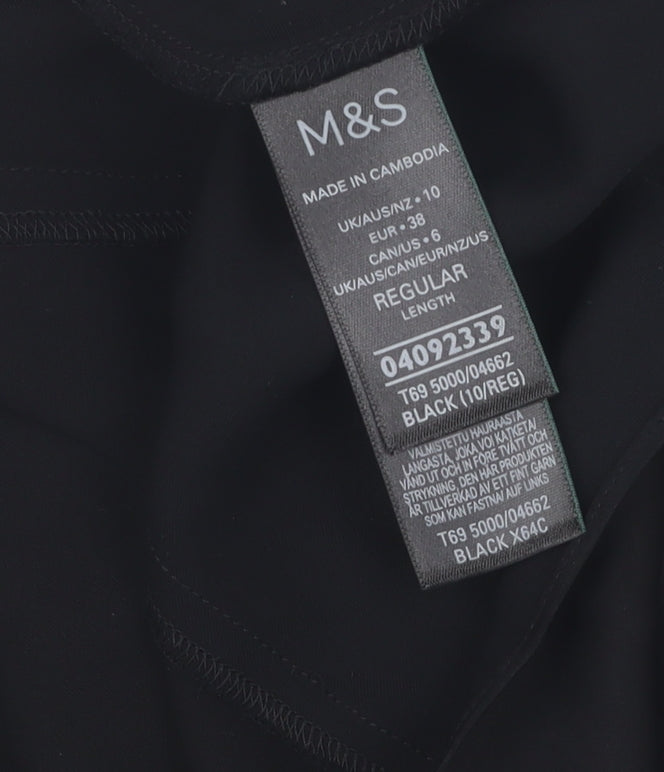 M&S
MADE IN CAMBODIA
UK/AUS/NZ • 10
EUR • 38
CAN/US • 6
UK/AUS/CAN/EUR/NZ/US
REGULAR
LENGTH
04092339
T69 5000/04662
BLACK (10/REG)
VALMISTETTU HAURAASTA
LANGASTA, JOKA VOI KATKETA/
VÄND UT OCH IN FÖRE TVÄTT OCH
STRYKNING, DEN HÄR PRODUKTEN
ÄR TILLVERKAD AV ETT FINT GARN
SOM KAN FASTNA/ AUF LINKS
T69 5000/04662
BLACK X64C